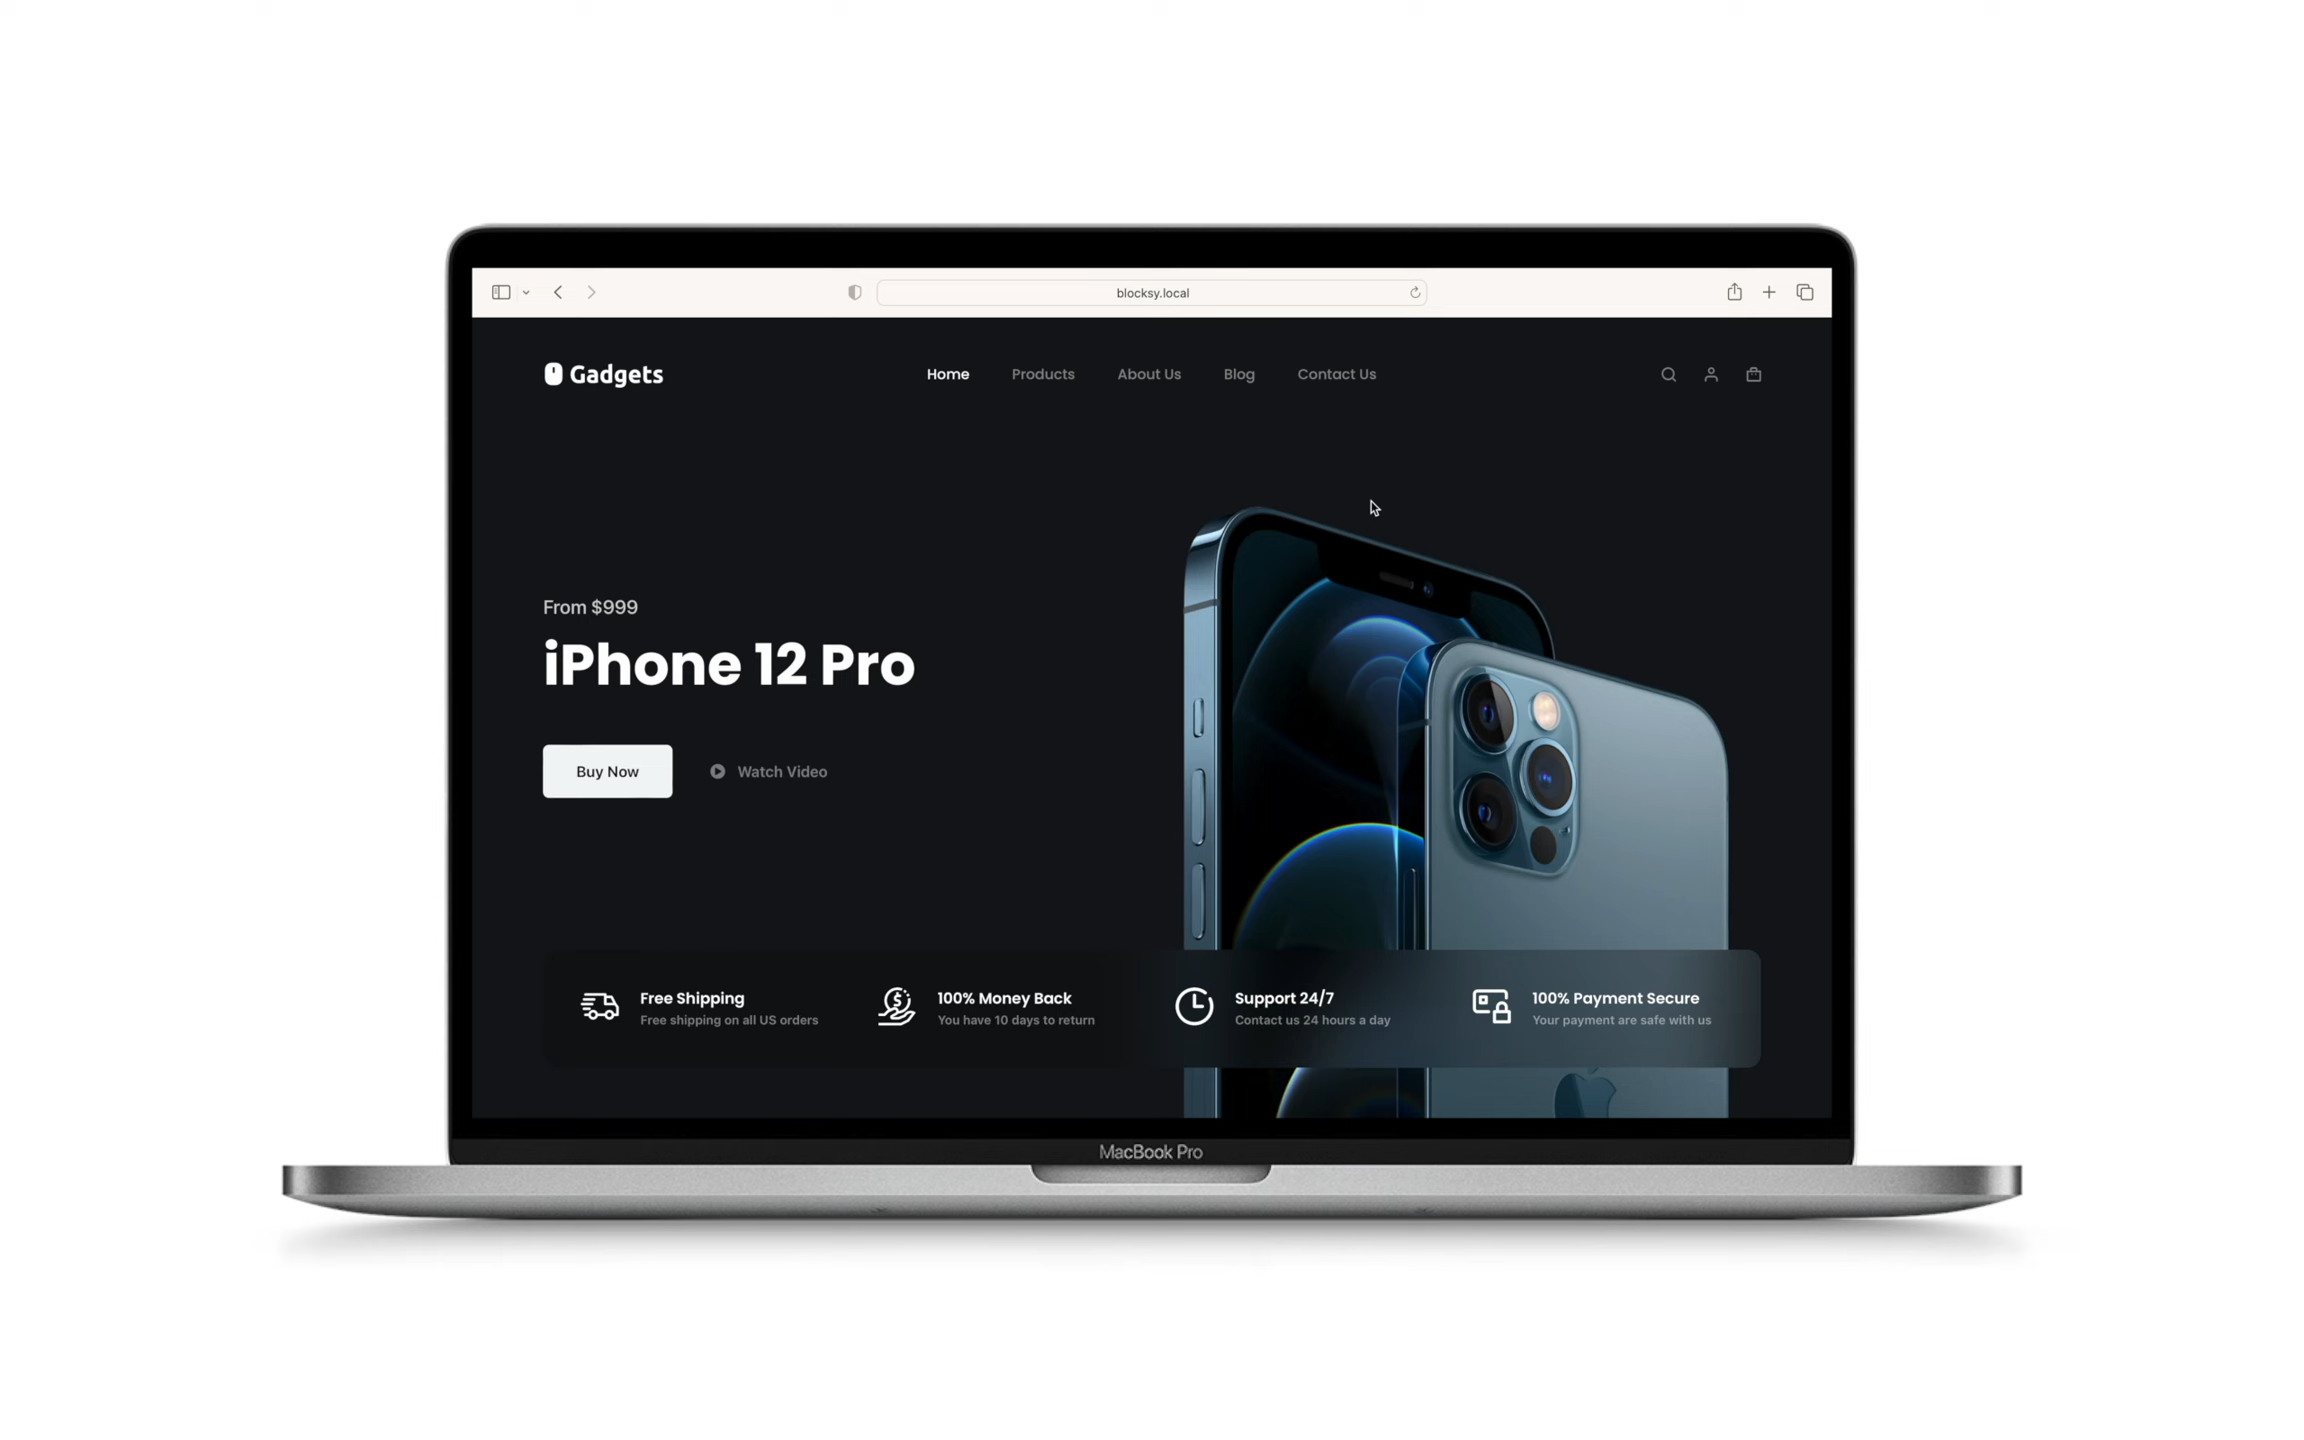 blocksy.local
Gadgets
Home Products About Us Blog Contact Us
From $999
iPhone 12 Pro
Buy Now Watch Video
Free Shipping
Free shipping on all US orders
100% Money Back
You have 10 days to return
Support 24/7
Contact us 24 hours a day
100% Payment Secure
Your payment are safe with us
MacBook Pro